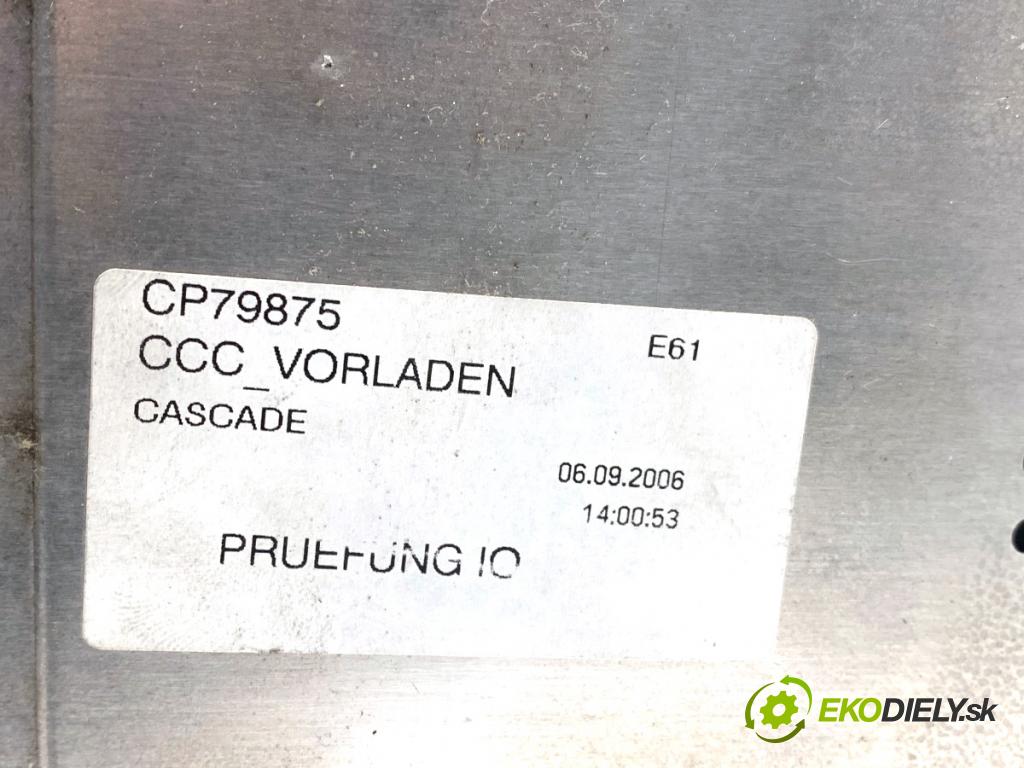 CP79875
E61
CCC_VORLADEN
CASCADE
06.09.2006
14:00:53
PRUEFUNG IO
EKODIELY.sk